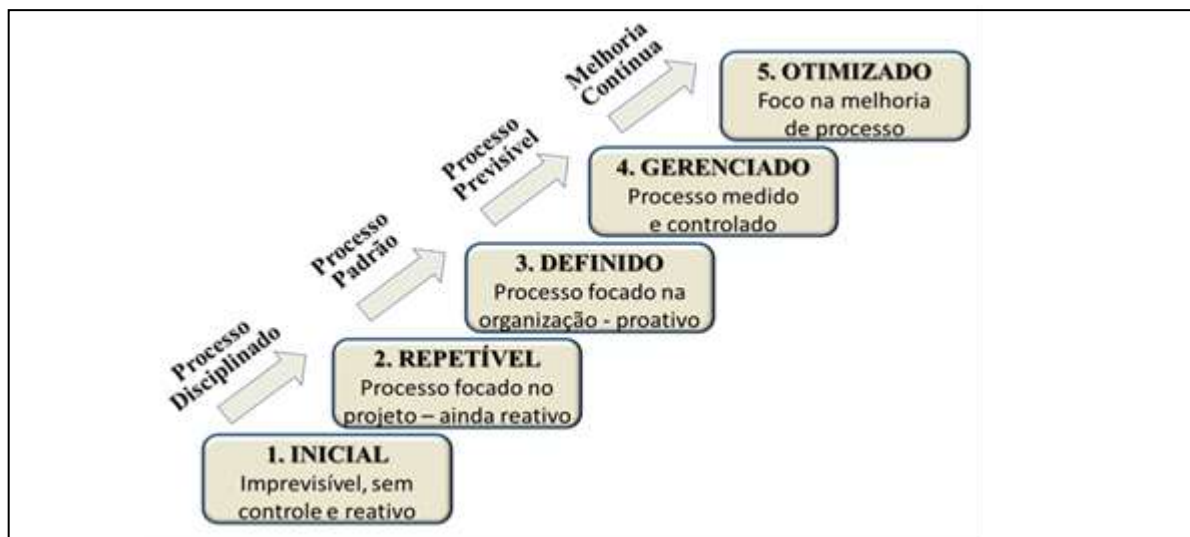 Melhoria
Contínua
5. OTIMIZADO
Foco na melhoria
de processo
Processo
Previsível
4. GERENCIADO
Processo medido
e controlado
Processo
Padrão
3. DEFINIDO
Processo focado na
organização - proativo
Processo
Disciplinado
2. REPETÍVEL
Processo focado no
projeto – ainda reativo
1. INICIAL
Imprevisível, sem
controle e reativo